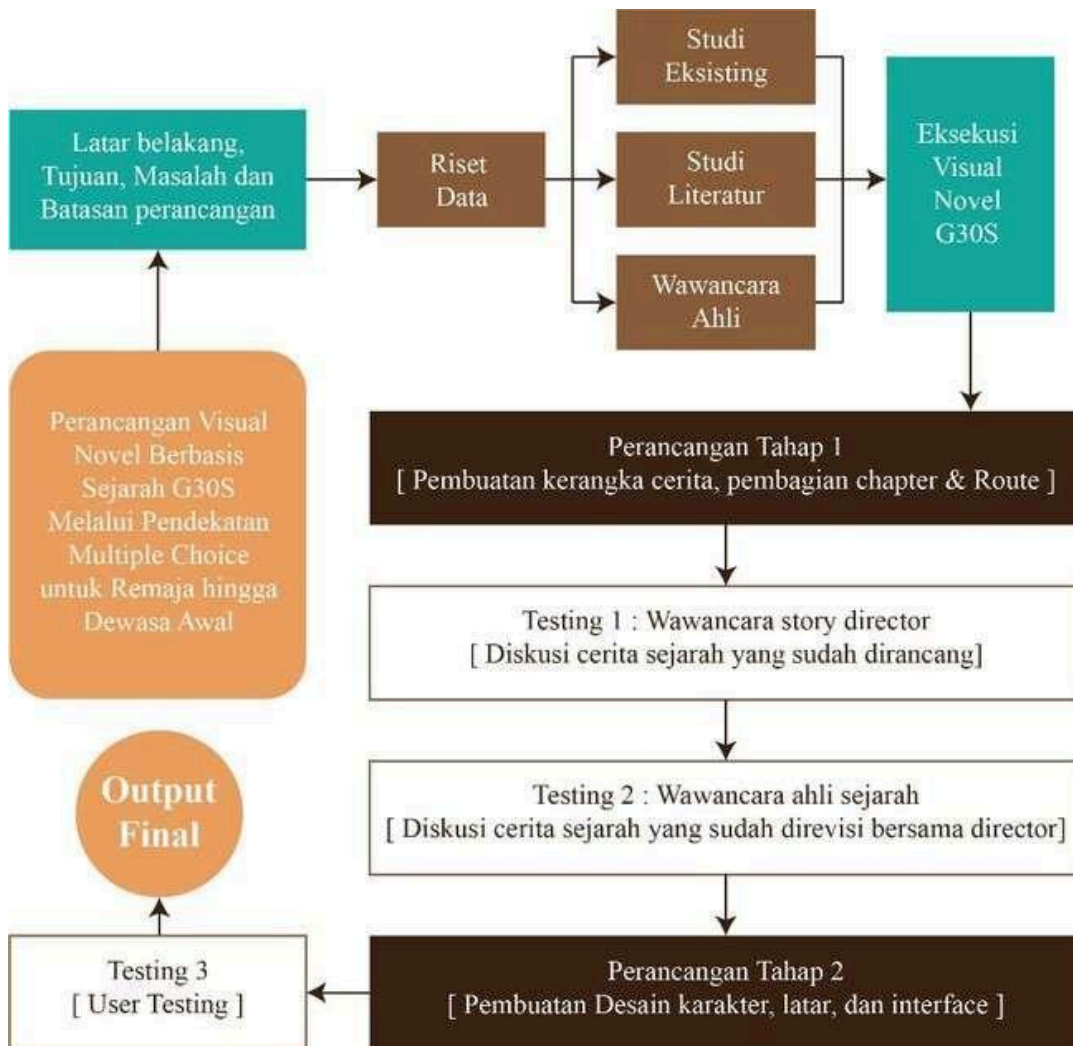 Studi
Eksisting
Latar belakang,
Tujuan, Masalah dan
Batasan perancangan
Riset
Data
Studi
Literatur
Wawancara
Ahli
Eksekusi
Visual
Novel
G30S
Perancangan Visual
Novel Berbasis
Sejarah G30S
Melalui Pendekatan
Multiple Choice
untuk Remaja hingga
Dewasa Awal
Perancangan Tahap 1
[ Pembuatan kerangka cerita, pembagian chapter & Route ]
Testing 1 : Wawancara story director
[ Diskusi cerita sejarah yang sudah dirancang]
Testing 2 : Wawancara ahli sejarah
[ Diskusi cerita sejarah yang sudah direvisi bersama director]
Perancangan Tahap 2
[ Pembuatan Desain karakter, latar, dan interface ]
Testing 3
[ User Testing ]
Output
Final